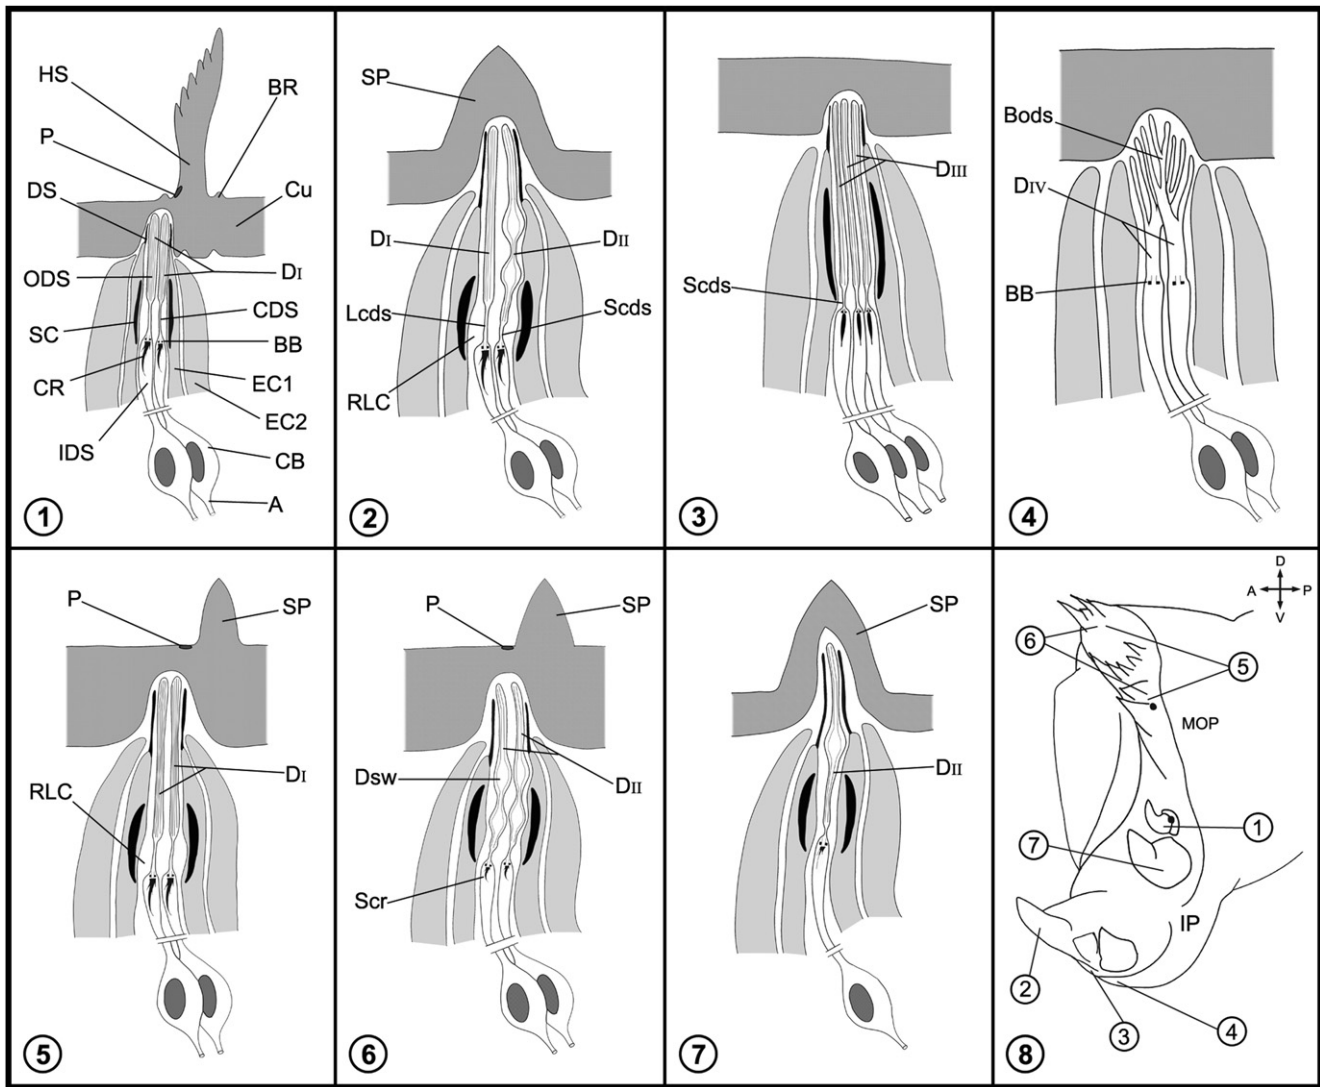 HS
BR
P
DS
Cu
ODS
DI
SC
CDS
BB
CR
EC1
EC2
IDS
CB
A
1
SP
DI
DII
Lcds
Scds
RLC
2
DIII
Scds
3
Bods
DIV
BB
4
P
SP
RLC
DI
5
P
SP
Dsw
DII
Scr
6
SP
DII
7
D
A P
V
6
5
MOP
1
7
IP
2
3
4
8